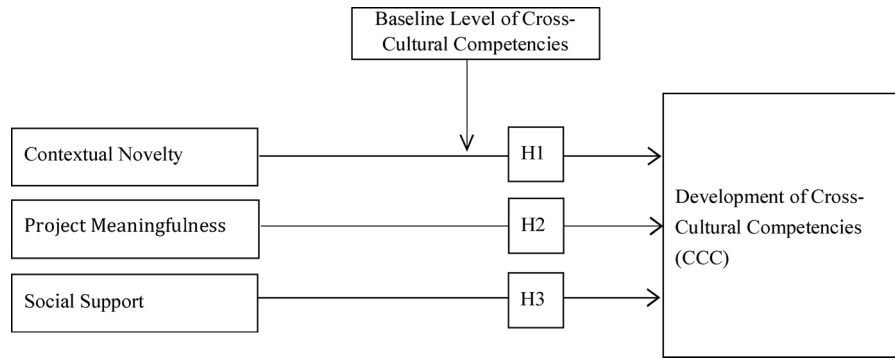 Baseline Level of Cross-
Cultural Competencies
Contextual Novelty
H1
Project Meaningfulness
H2
Social Support
H3
Development of Cross-
Cultural Competencies
(CCC)